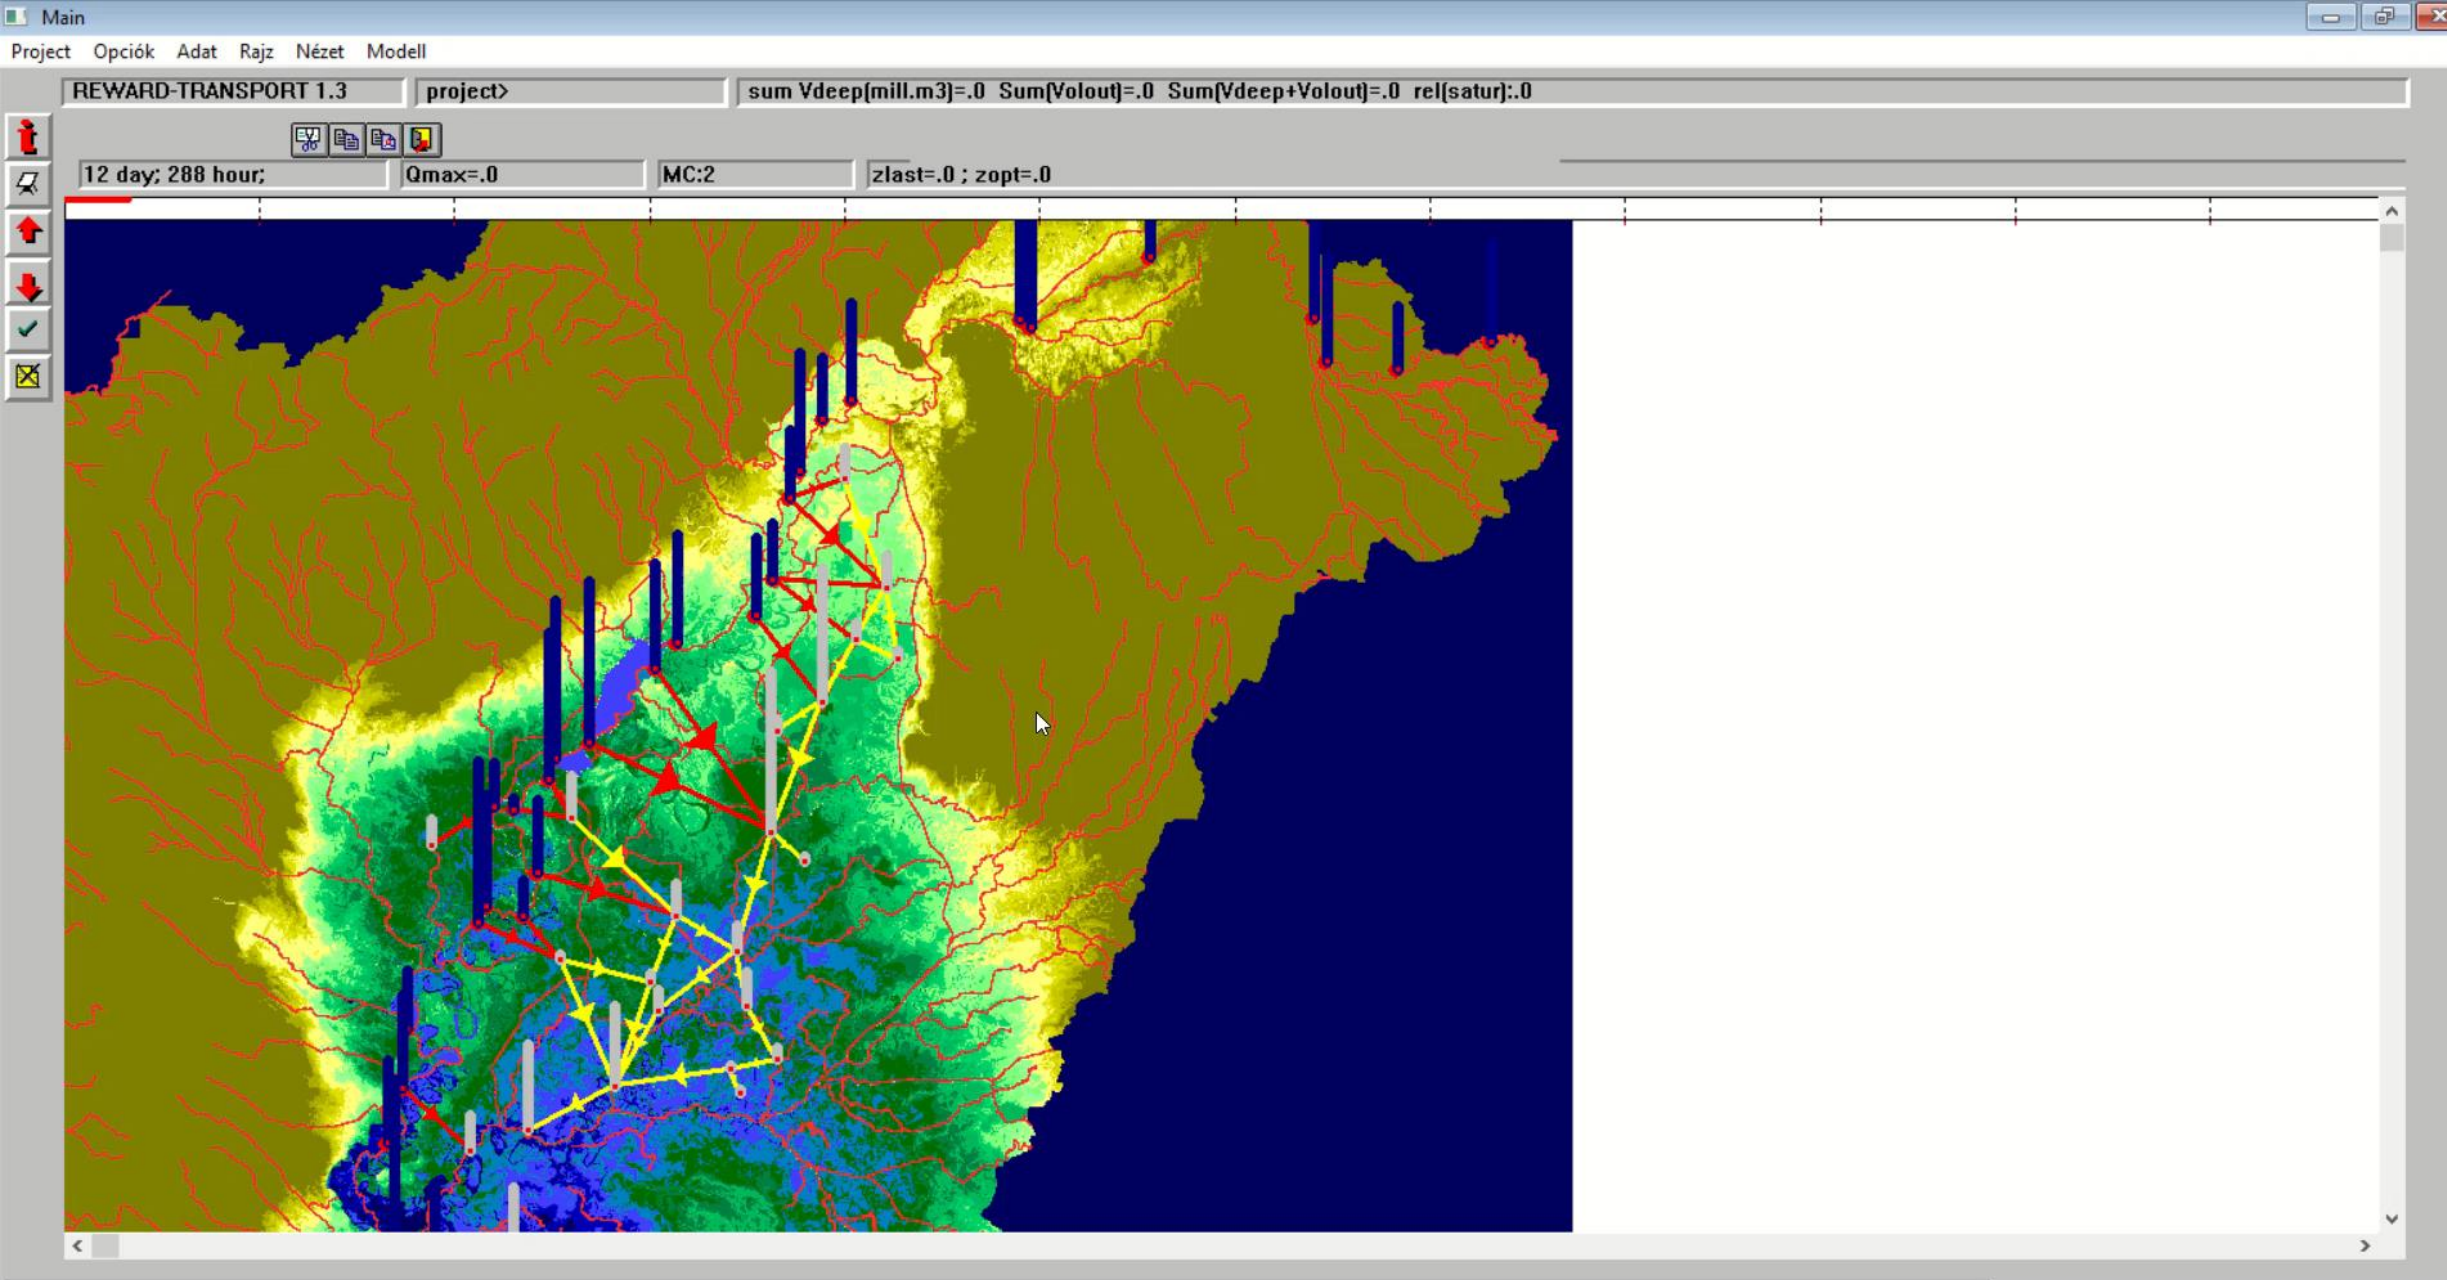 Main
Project Opciók Adat Rajz Nézet Modell
REWARD-TRANSPORT 1.3 project> sum Vdeep(mill.m3)=.0 Sum(Volout)=.0 Sum(Vdeep+Volout)=.0 rel(satur):.0
12 day; 288 hour; Qmax=.0 MC:2 zlast=.0 ; zopt=.0